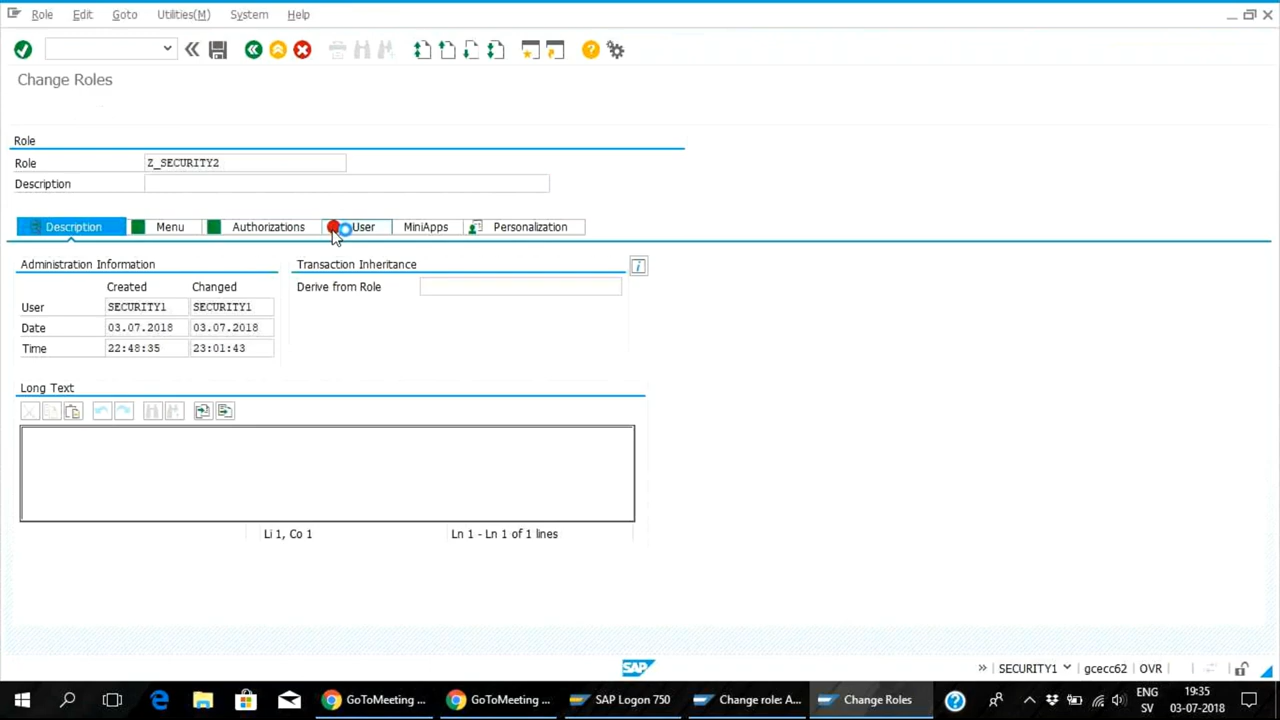 Role Edit Goto Utilities(M) System Help
Change Roles
Role
Role Z_SECURITY2
Description
Description Menu Authorizations User MiniApps Personalization
Administration Information Transaction Inheritance
Created Changed Derive from Role
User SECURITY1 SECURITY1
Date 03.07.2018 03.07.2018
Time 22:48:35 23:01:43
Long Text
Li 1, Co 1 Ln 1 - Ln 1 of 1 lines
SAP SECURITY1 gcecc62 OVR
GoToMeeting ... GoToMeeting ... SAP Logon 750 Change role: A... Change Roles ENG 19:35
SV 03-07-2018